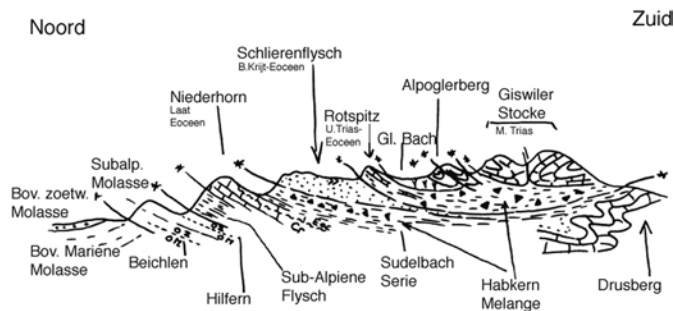 Noord
Zuid
Schlierenflysch
B.Krijt-Eoceen
Alpoglerberg
Niederhorn
Laat
Eoceen
Rotspitz
U.Trias-
Eoceen
Gl. Bach
Giswiler
Stocke
M. Trias
Subalp.
Molasse
Bov. zoetw.
Molasse
Bov. Mariene
Molasse
Beichlen
Hilfern
Sub-Alpiene
Flysch
Sudelbach
Serie
Habkern
Melange
Drusberg